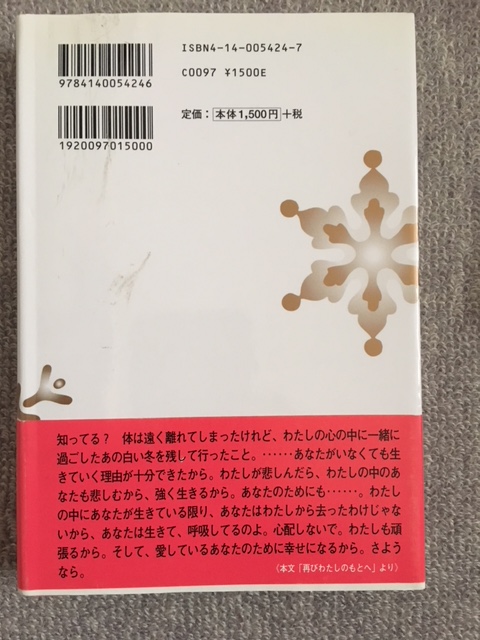 ISBN4-14-005424-7
C0097 ¥1500E
9784140054246
定価：本体1,500円+税
1920097015000
知ってる？　体は遠く離れてしまったけれど、わたしの心の中に一緒に
過ごしたあの白い冬を残して行ったこと。……あなたがいなくても生
きていく理由が十分できたから。わたしが悲しんだら、わたしの中のあ
なたも悲しむから、強く生きるから。あなたのためにも……。わたし
の中にあなたが生きている限り、あなたはわたしから去ったわけじゃな
いから、あなたは生きて、呼吸してるのよ。心配しないで。わたしも頑
張るから。そして、愛しているあなたのために幸せになるから。さよう
なら。
《本文「再びわたしのもとへ」より》